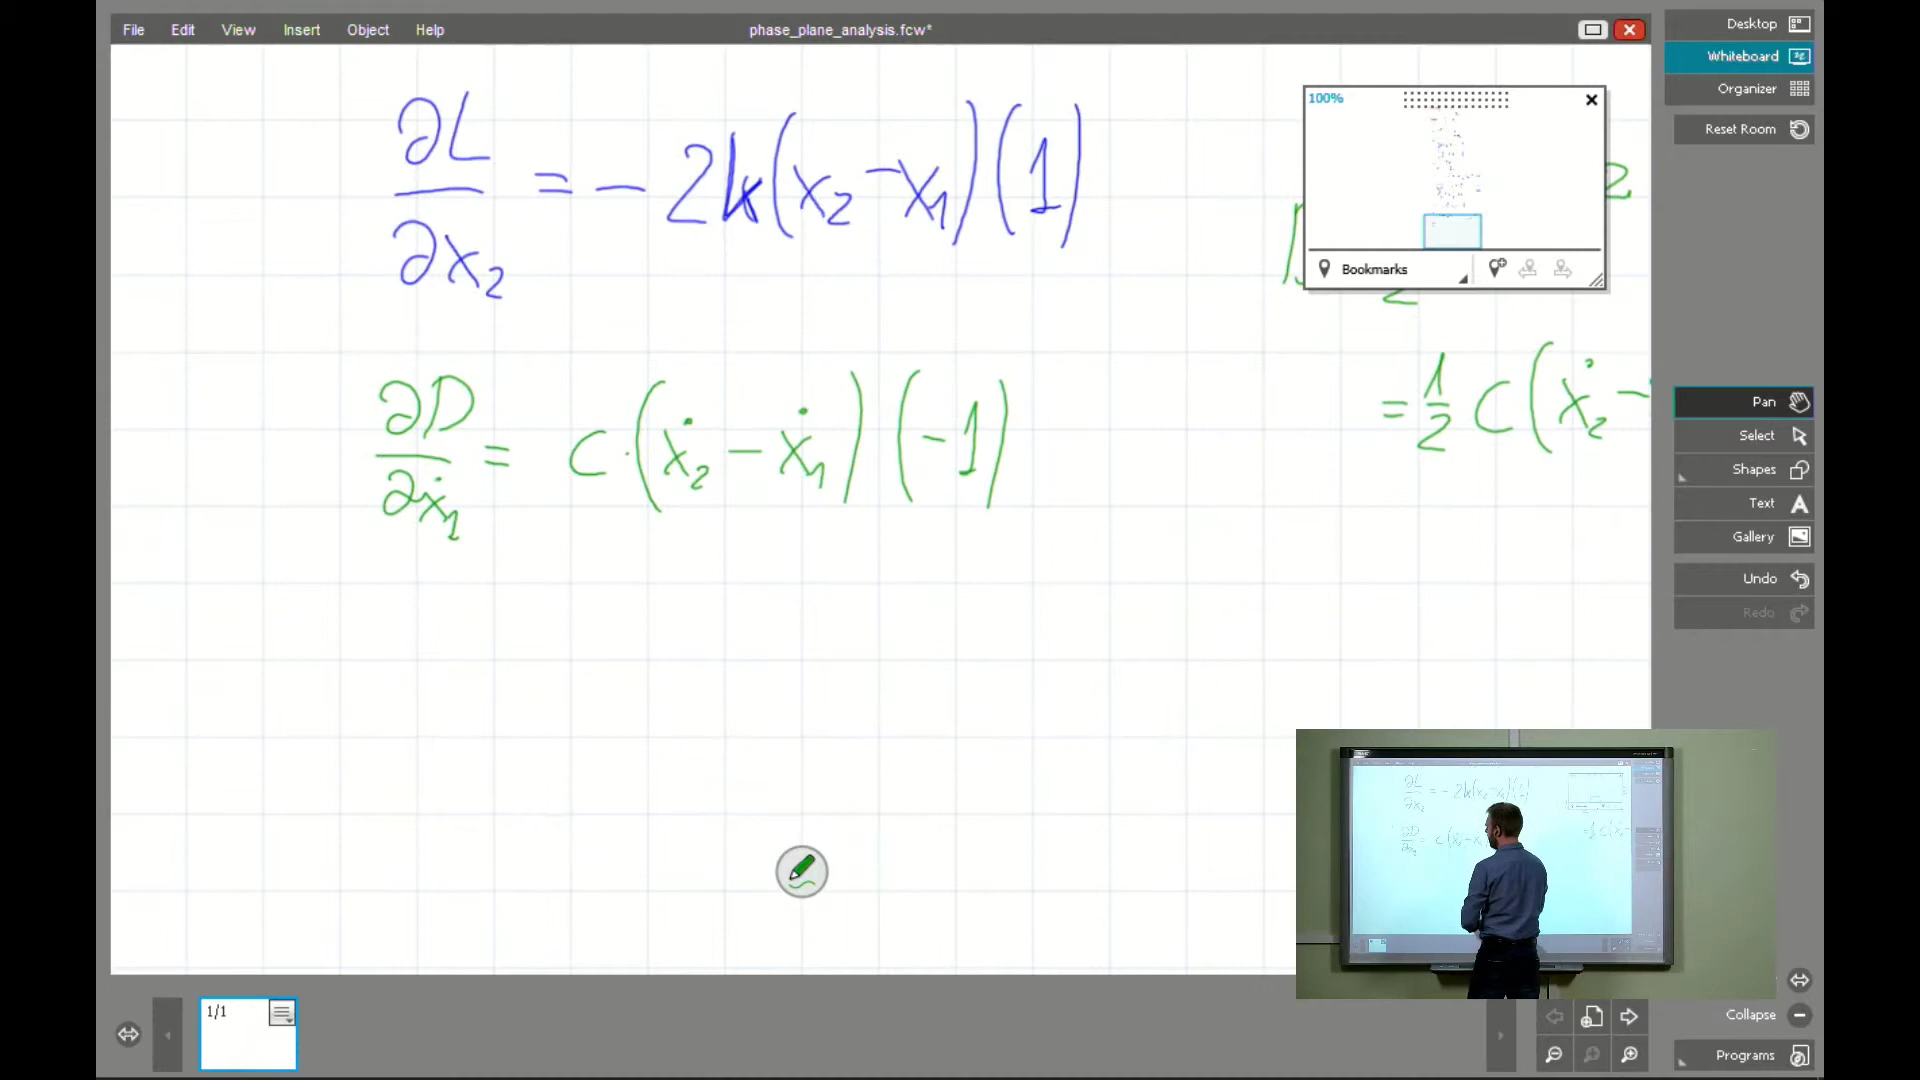 File Edit View Insert Object Help
phase_plane_analysis.fcw*
Desktop
Whiteboard
Organizer
Reset Room
100%
Bookmarks
∂L/∂x₂ = - 2k(x₂ - x₁)(1)
2
2
∂D/∂ẋ₁ = c·(ẋ₂ - ẋ₁)(-1)
= 1/2 c(ẋ₂ -
Pan
Select
Shapes
Text
Gallery
Undo
Redo
1/1
Collapse
Programs